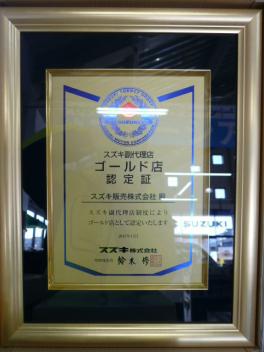 SUZUKI
スズキ副代理店
ゴールド店
認定証
スズキ販売株式会社 殿
スズキ副代理店制度により
ゴールド店として認定いたします
スズキ株式会社
鈴木 修
SUZUKI